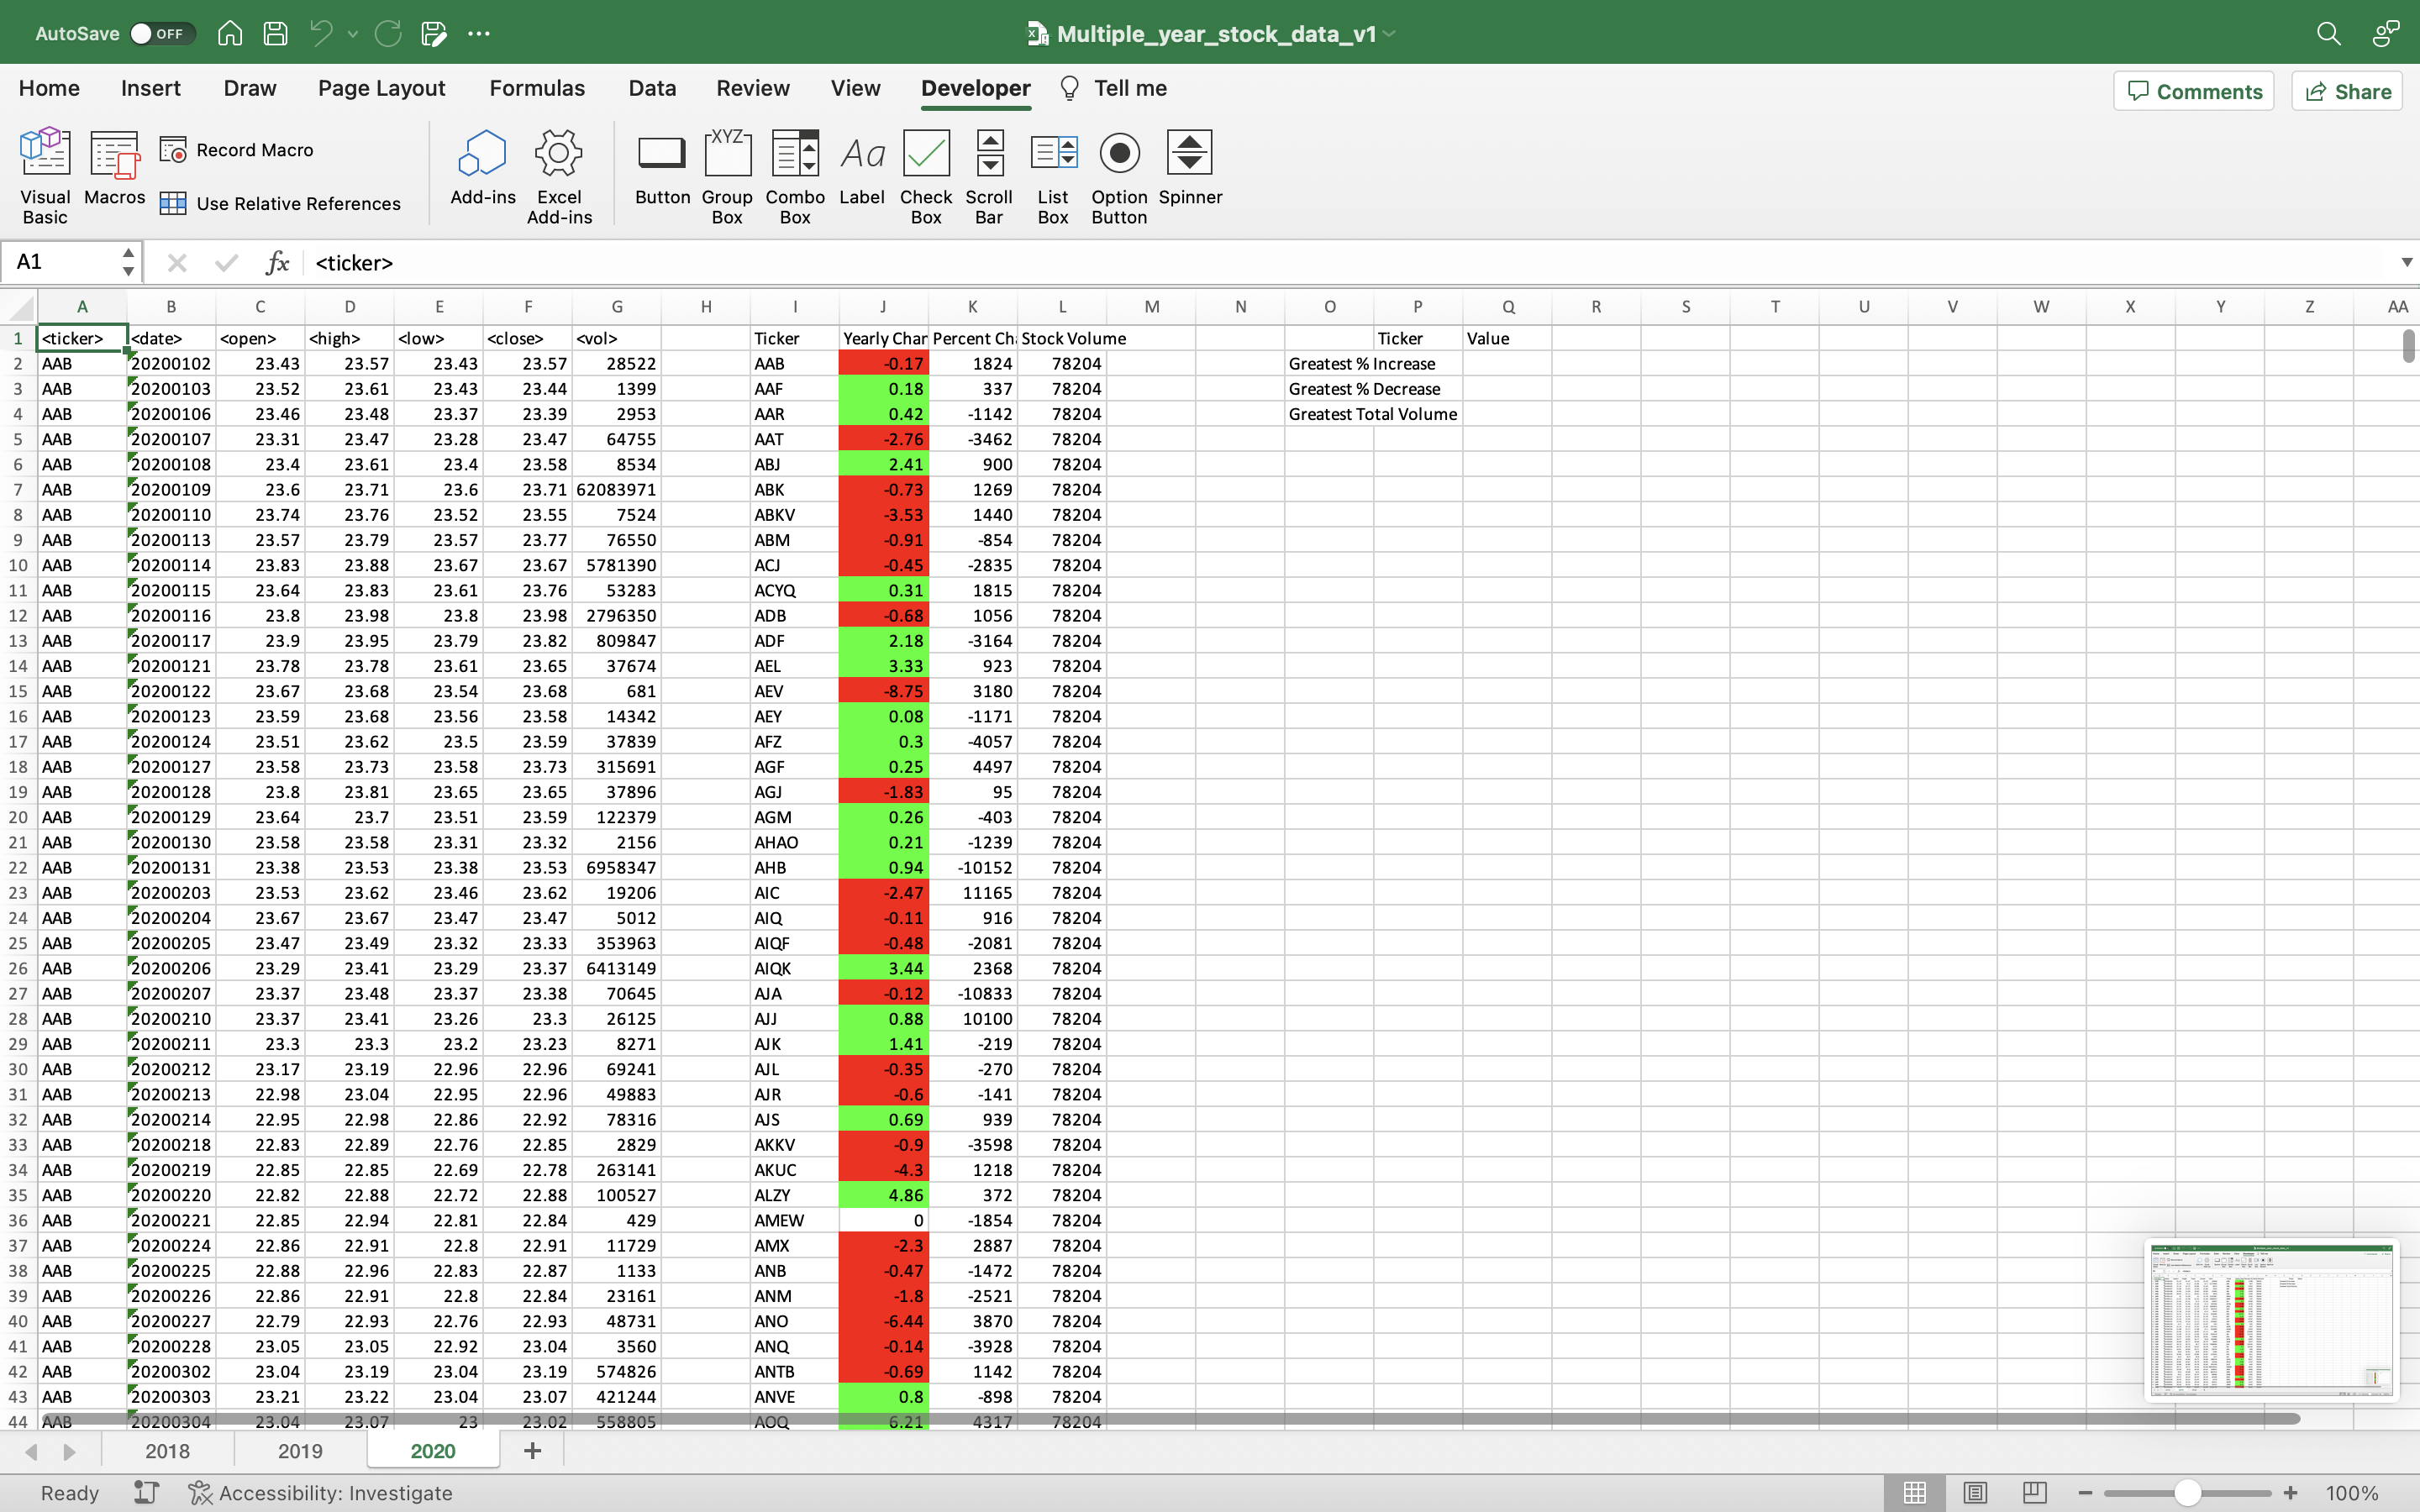 AutoSave OFF Multiple_year_stock_data_v1
Home Insert Draw Page Layout Formulas Data Review View Developer Tell me Comments Share
Visual Basic Macros Record Macro Use Relative References Add-ins Excel Add-ins Button Group Box Combo Box Label Check Box Scroll Bar List Box Option Button Spinner
A1 fx <ticker>
A B C D E F G H I J K L M N O P Q R S T U V W X Y Z AA
1 <ticker> <date> <open> <high> <low> <close> <vol> Ticker Yearly Char Percent Ch Stock Volume Ticker Value
2 AAB 20200102 23.43 23.57 23.43 23.57 28522 AAB -0.17 1824 78204 Greatest % Increase
3 AAB 20200103 23.52 23.61 23.43 23.44 1399 AAF 0.18 337 78204 Greatest % Decrease
4 AAB 20200106 23.46 23.48 23.37 23.39 2953 AAR 0.42 -1142 78204 Greatest Total Volume
5 AAB 20200107 23.31 23.47 23.28 23.47 64755 AAT -2.76 -3462 78204
6 AAB 20200108 23.4 23.61 23.4 23.58 8534 ABJ 2.41 900 78204
7 AAB 20200109 23.6 23.71 23.6 23.71 62083971 ABK -0.73 1269 78204
8 AAB 20200110 23.74 23.76 23.52 23.55 7524 ABKV -3.53 1440 78204
9 AAB 20200113 23.57 23.79 23.57 23.77 76550 ABM -0.91 -854 78204
10 AAB 20200114 23.83 23.88 23.67 23.67 5781390 ACJ -0.45 -2835 78204
11 AAB 20200115 23.64 23.83 23.61 23.76 53283 ACYQ 0.31 1815 78204
12 AAB 20200116 23.8 23.98 23.8 23.98 2796350 ADB -0.68 1056 78204
13 AAB 20200117 23.9 23.95 23.79 23.82 809847 ADF 2.18 -3164 78204
14 AAB 20200121 23.78 23.78 23.61 23.65 37674 AEL 3.33 923 78204
15 AAB 20200122 23.67 23.68 23.54 23.68 681 AEV -8.75 3180 78204
16 AAB 20200123 23.59 23.68 23.56 23.58 14342 AEY 0.08 -1171 78204
17 AAB 20200124 23.51 23.62 23.5 23.59 37839 AFZ 0.3 -4057 78204
18 AAB 20200127 23.58 23.73 23.58 23.73 315691 AGF 0.25 4497 78204
19 AAB 20200128 23.8 23.81 23.65 23.65 37896 AGJ -1.83 95 78204
20 AAB 20200129 23.64 23.7 23.51 23.59 122379 AGM 0.26 -403 78204
21 AAB 20200130 23.58 23.58 23.31 23.32 2156 AHAO 0.21 -1239 78204
22 AAB 20200131 23.38 23.53 23.38 23.53 6958347 AHB 0.94 -10152 78204
23 AAB 20200203 23.53 23.62 23.46 23.62 19206 AIC -2.47 11165 78204
24 AAB 20200204 23.67 23.67 23.47 23.47 5012 AIQ -0.11 916 78204
25 AAB 20200205 23.47 23.49 23.32 23.33 353963 AIQF -0.48 -2081 78204
26 AAB 20200206 23.29 23.41 23.29 23.37 6413149 AIQK 3.44 2368 78204
27 AAB 20200207 23.37 23.48 23.37 23.38 70645 AJA -0.12 -10833 78204
28 AAB 20200210 23.37 23.41 23.26 23.3 26125 AJJ 0.88 10100 78204
29 AAB 20200211 23.3 23.3 23.2 23.23 8271 AJK 1.41 -219 78204
30 AAB 20200212 23.17 23.19 22.96 22.96 69241 AJL -0.35 -270 78204
31 AAB 20200213 22.98 23.04 22.95 22.96 49883 AJR -0.6 -141 78204
32 AAB 20200214 22.95 22.98 22.86 22.92 78316 AJS 0.69 939 78204
33 AAB 20200218 22.83 22.89 22.76 22.85 2829 AKKV -0.9 -3598 78204
34 AAB 20200219 22.85 22.85 22.69 22.78 263141 AKUC -4.3 1218 78204
35 AAB 20200220 22.82 22.88 22.72 22.88 100527 ALZY 4.86 372 78204
36 AAB 20200221 22.85 22.94 22.81 22.84 429 AMEW 0 -1854 78204
37 AAB 20200224 22.86 22.91 22.8 22.91 11729 AMX -2.3 2887 78204
38 AAB 20200225 22.88 22.96 22.83 22.87 1133 ANB -0.47 -1472 78204
39 AAB 20200226 22.86 22.91 22.8 22.84 23161 ANM -1.8 -2521 78204
40 AAB 20200227 22.79 22.93 22.76 22.93 48731 ANO -6.44 3870 78204
41 AAB 20200228 23.05 23.05 22.92 23.04 3560 ANQ -0.14 -3928 78204
42 AAB 20200302 23.04 23.19 23.04 23.19 574826 ANTB -0.69 1142 78204
43 AAB 20200303 23.21 23.22 23.04 23.07 421244 ANVE 0.8 -898 78204
44 AAB 20200304 23.04 23.07 23 23.02 558805 AOQ 6.21 4317 78204
2018 2019 2020
Ready Accessibility: Investigate 100%